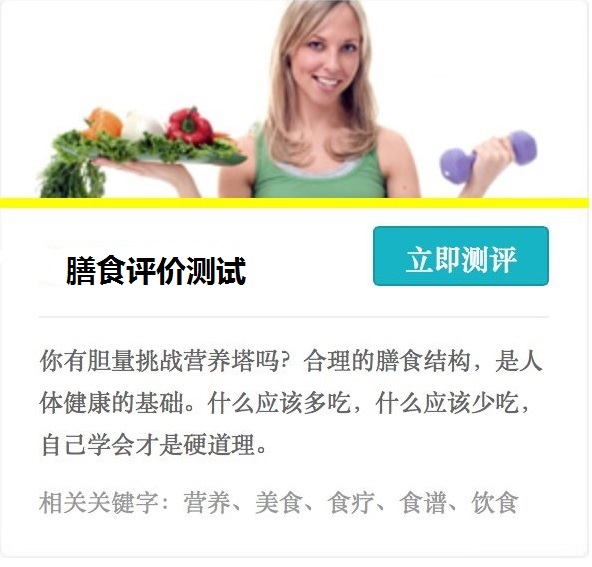 膳食评价测试
立即测评
你有胆量挑战营养塔吗？合理的膳食结构，是人
体健康的基础。什么应该多吃，什么应该少吃，
自己学会才是硬道理。
相关关键字：营养、美食、食疗、食谱、饮食